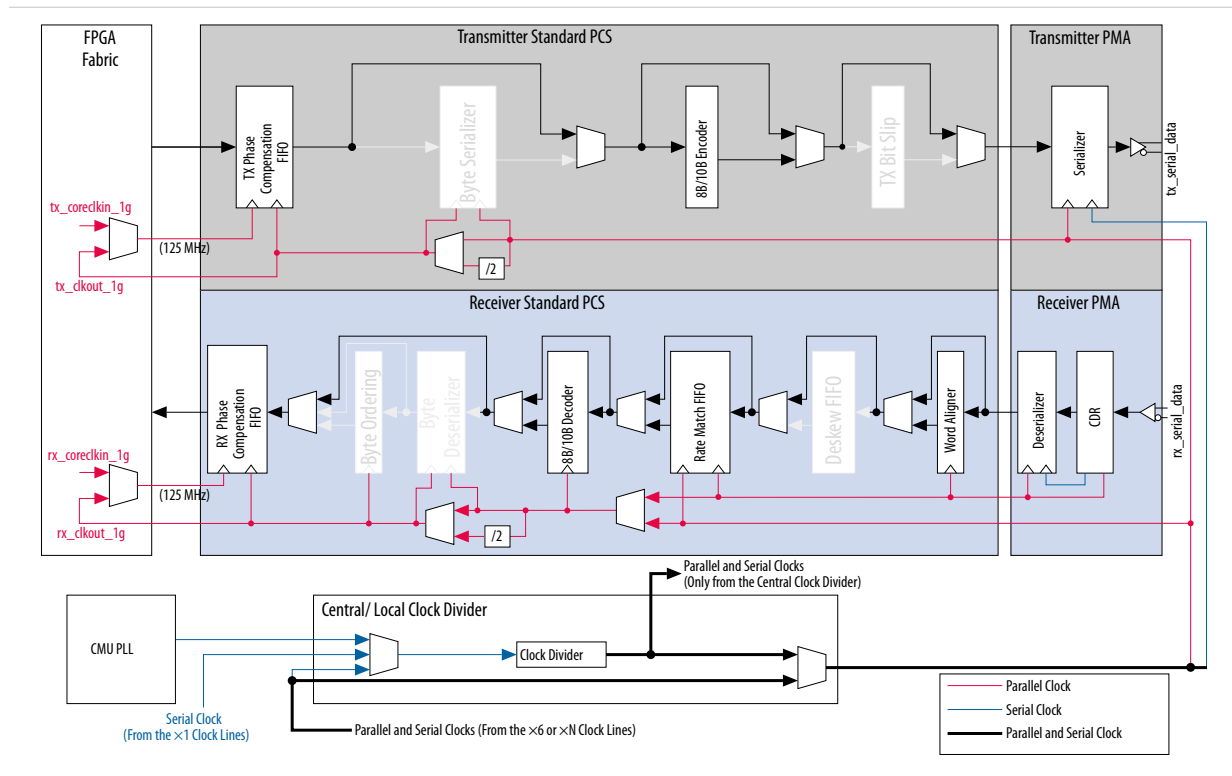 FPGA
Fabric
Transmitter Standard PCS
Transmitter PMA
TX Phase
Compensation
FIFO
Byte Serializer
8B/10B Encoder
TX Bit Slip
Serializer
tx_serial_data
tx_coreclkin_1g
(125 MHz)
/2
tx_clkout_1g
Receiver Standard PCS
Receiver PMA
RX Phase
Compensation
FIFO
Byte Ordering
Byte
Deserializer
8B/10B Decoder
Rate Match FIFO
Deskew FIFO
Word Aligner
Deserializer
CDR
rx_serial_data
rx_coreclkin_1g
(125 MHz)
/2
rx_clkout_1g
Parallel and Serial Clocks
(Only from the Central Clock Divider)
Central/ Local Clock Divider
CMU PLL
Clock Divider
Serial Clock
(From the ×1 Clock Lines)
Parallel and Serial Clocks (From the ×6 or ×N Clock Lines)
Parallel Clock
Serial Clock
Parallel and Serial Clock